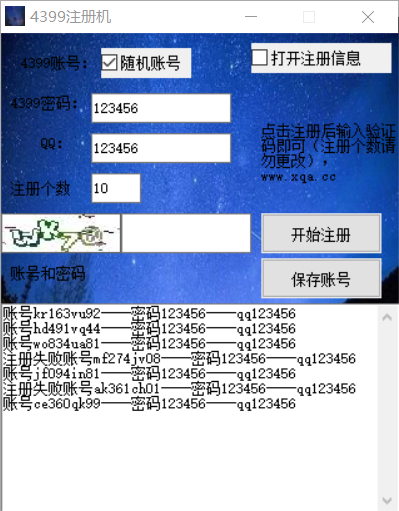 4399注册机
4399账号：
随机账号
打开注册信息
4399密码：
123456
QQ：
123456
点击注册后输入验证
码即可（注册个数请
勿更改），
www.xqa.cc
注册个数
10
开始注册
账号和密码
保存账号
账号kr163vu92——密码123456——qq123456
账号hd491vq44——密码123456——qq123456
账号wo834ua81——密码123456——qq123456
注册失败账号nf274jv08——密码123456——qq123456
账号jf094in81——密码123456——qq123456
注册失败账号ak361ch01——密码123456——qq123456
账号ce360qk99——密码123456——qq123456